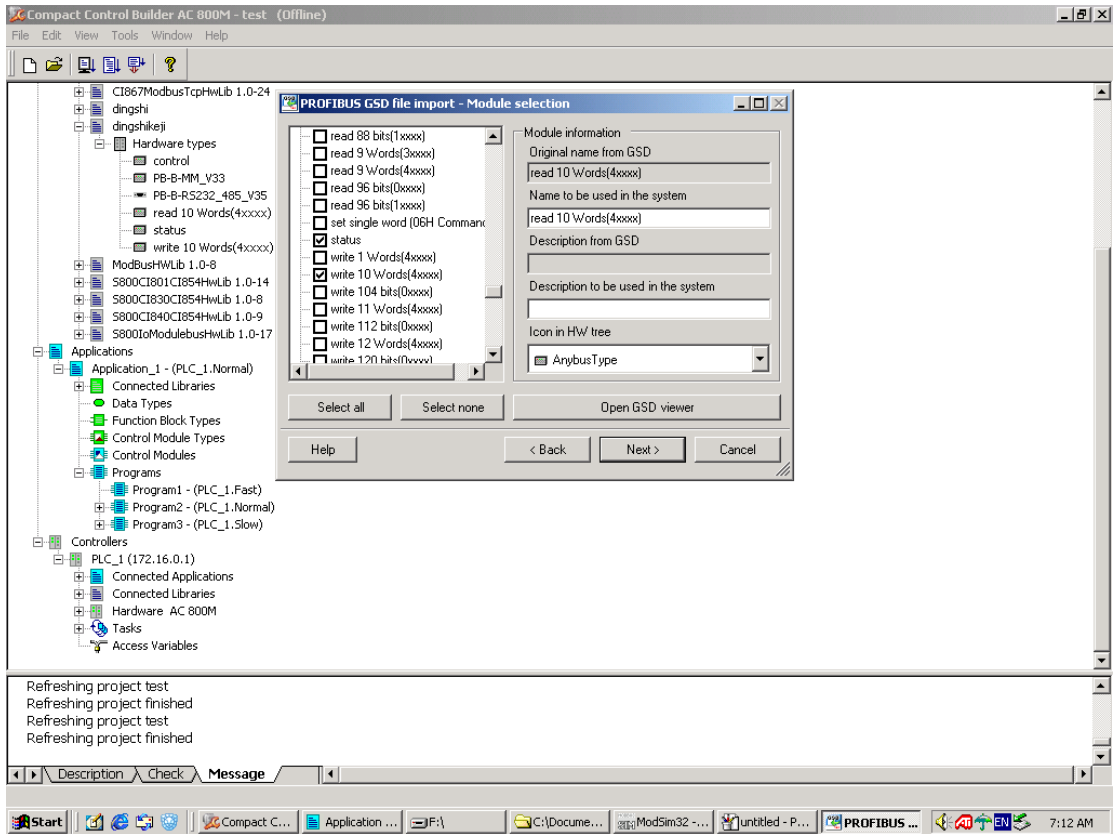 Compact Control Builder AC 800M - test (Offline)
File Edit View Tools Window Help
CI867ModbusTcpHwLib 1.0-24
dingshi
dingshikeji
Hardware types
control
PB-B-MM_V33
PB-B-RS232_485_V35
read 10 Words(4xxxx)
status
write 10 Words(4xxxx)
ModBusHWLib 1.0-8
S800CI801CI854HwLib 1.0-14
S800CI830CI854HwLib 1.0-8
S800CI840CI854HwLib 1.0-9
S800IoModulebusHwLib 1.0-17
Applications
Application_1 - (PLC_1.Normal)
Connected Libraries
Data Types
Function Block Types
Control Module Types
Control Modules
Programs
Program1 - (PLC_1.Fast)
Program2 - (PLC_1.Normal)
Program3 - (PLC_1.Slow)
Controllers
PLC_1 (172.16.0.1)
Connected Applications
Connected Libraries
Hardware AC 800M
Tasks
Access Variables
PROFIBUS GSD file import - Module selection
read 88 bits(1xxxx)
read 9 Words(3xxxx)
read 9 Words(4xxxx)
read 96 bits(0xxxx)
read 96 bits(1xxxx)
set single word (06H Comman
status
write 1 Words(4xxxx)
write 10 Words(4xxxx)
write 104 bits(0xxxx)
write 11 Words(4xxxx)
write 112 bits(0xxxx)
write 12 Words(4xxxx)
write 120 bits(0xxxx)
Module information
Original name from GSD
read 10 Words(4xxxx)
Name to be used in the system
read 10 Words(4xxxx)
Description from GSD
Description to be used in the system
Icon in HW tree
AnybusType
Select all Select none Open GSD viewer
Help < Back Next > Cancel
Refreshing project test
Refreshing project finished
Refreshing project test
Refreshing project finished
Description Check Message
Start Compact C... Application ... F:\ C:\Docume... ModSim32 -... untitled - P... PROFIBUS ... EN 7:12 AM